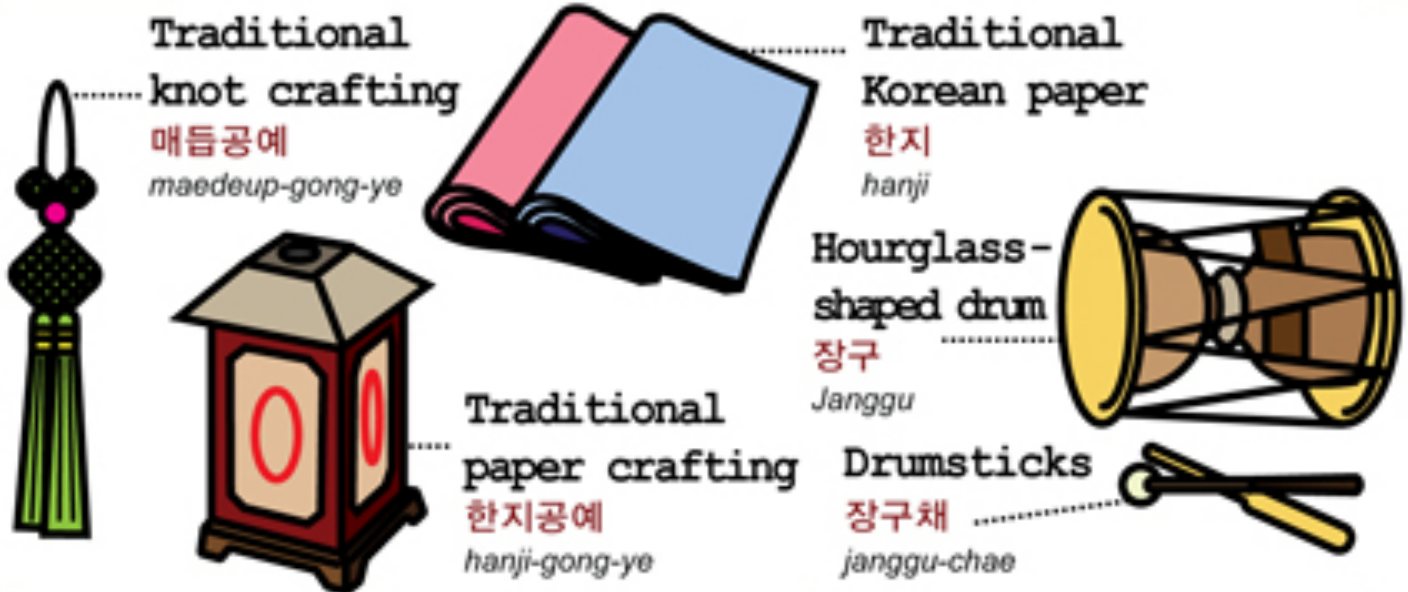 Traditional
knot crafting
매듭공예
maedeup-gong-ye
Traditional
Korean paper
한지
hanji
Hourglass-
shaped drum
장구
Janggu
Traditional
paper crafting
한지공예
hanji-gong-ye
Drumsticks
장구채
janggu-chae